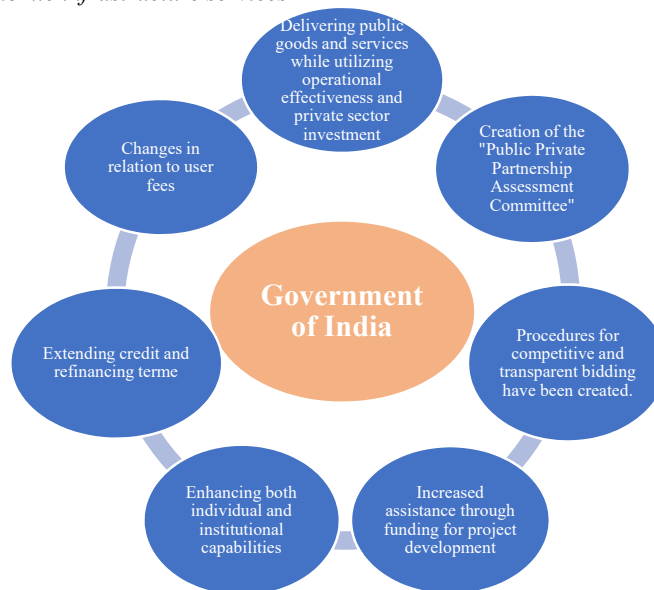 infrastructure services
Delivering public
goods and services
while utilizing
operational
effectiveness and
private sector
investment
Creation of the
"Public Private
Partnership
Assessment
Committee"
Procedures for
competitive and
transparent bidding
have been created.
Increased
assistance through
funding for project
development
Enhancing both
individual and
institutional
capabilities
Extending credit and
refinancing terme
Changes in
relation to user
fees
Government
of India